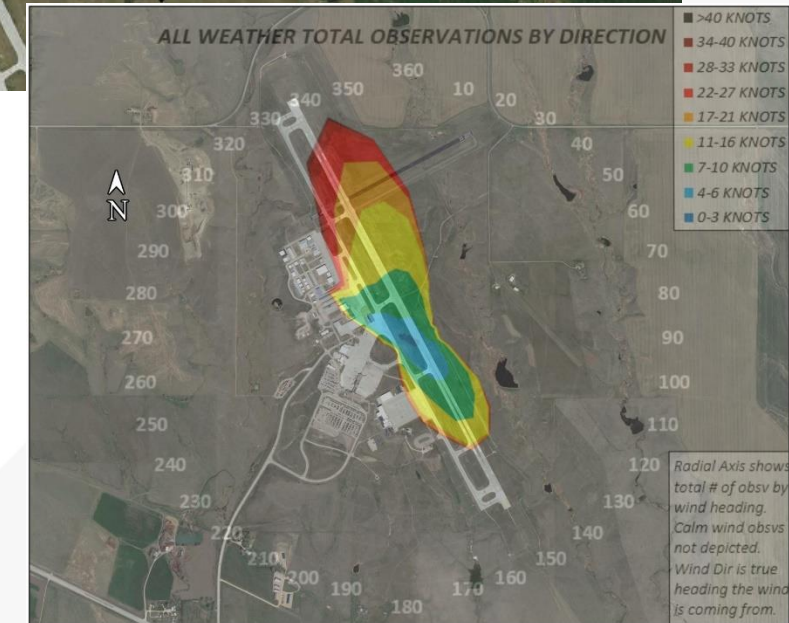 ALL WEATHER TOTAL OBSERVATIONS BY DIRECTION
>40 KNOTS
34-40 KNOTS
28-33 KNOTS
22-27 KNOTS
17-21 KNOTS
11-16 KNOTS
7-10 KNOTS
4-6 KNOTS
0-3 KNOTS
360
10
20
30
40
50
60
70
80
90
100
110
120
130
140
150
160
170
180
190
200
210
220
230
240
250
260
270
280
290
300
310
320
330
340
350
N
Radial Axis shows
total # of obsv by
wind heading.
Calm wind obsvs
not depicted.
Wind Dir is true
heading the wind
is coming from.